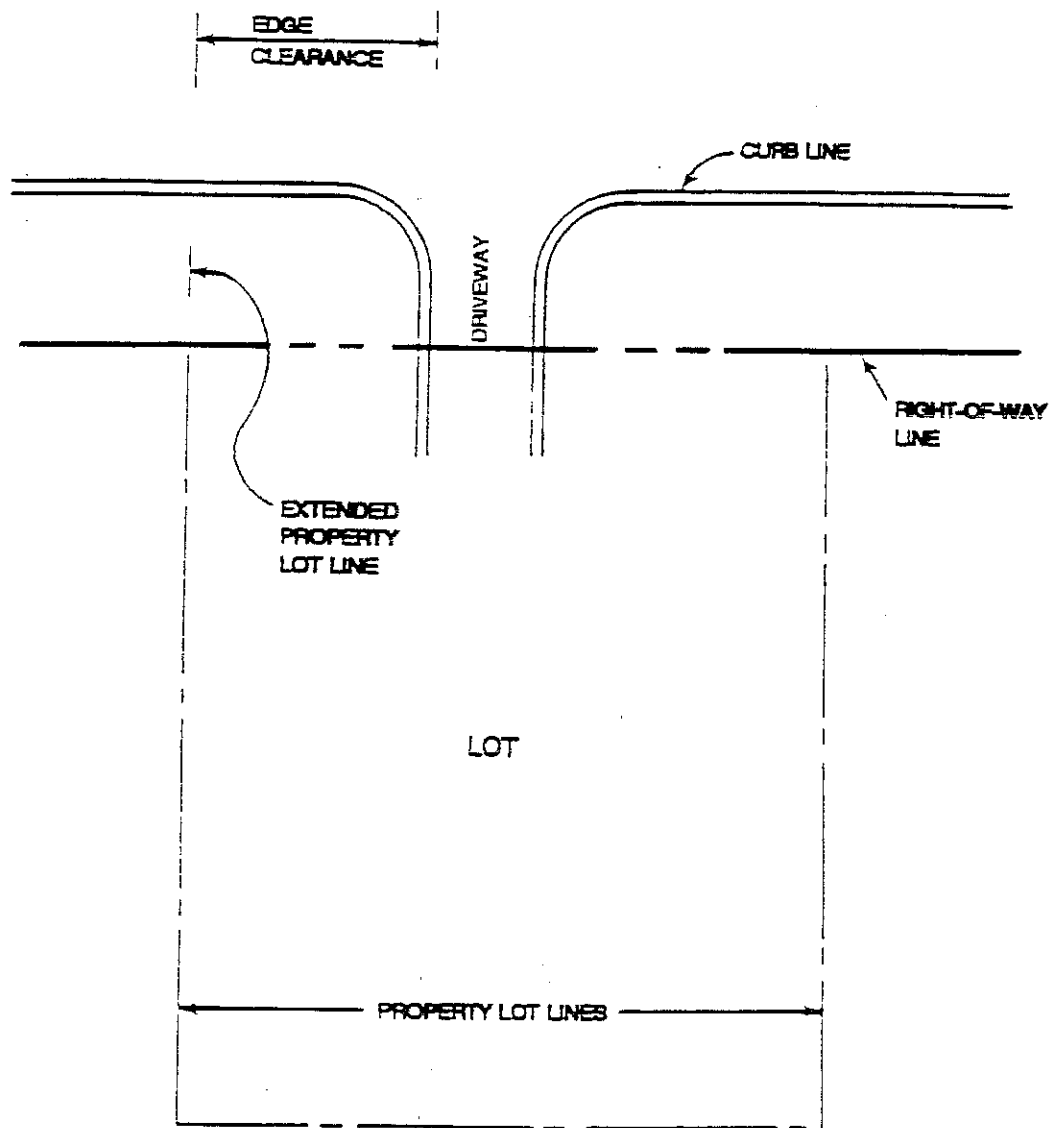 EDGE
CLEARANCE
CURB LINE
DRIVEWAY
RIGHT-OF-WAY
LINE
EXTENDED
PROPERTY
LOT LINE
LOT
PROPERTY LOT LINES